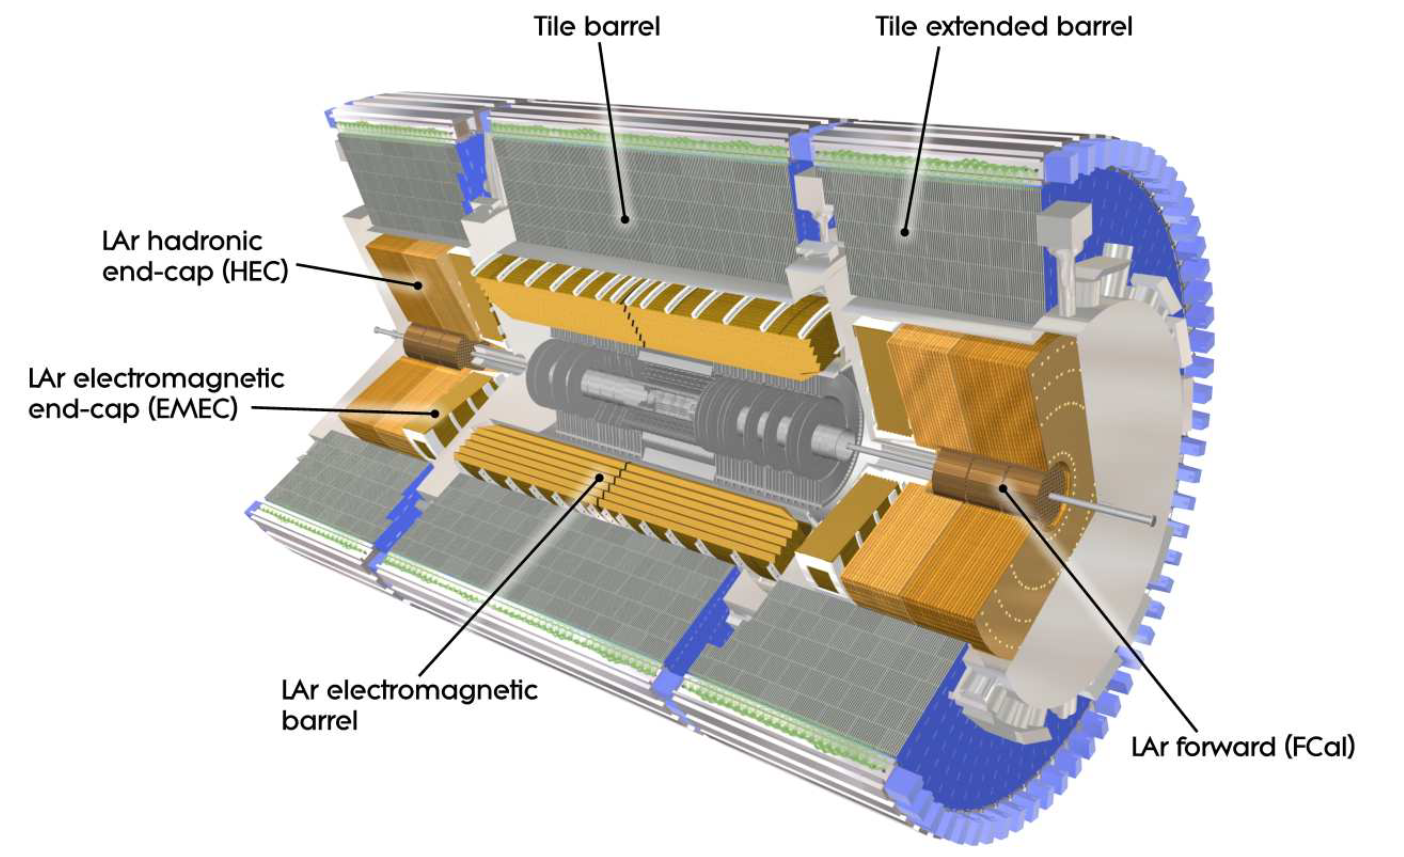 Tile barrel
Tile extended barrel
LAr hadronic
end-cap (HEC)
LAr electromagnetic
end-cap (EMEC)
LAr electromagnetic
barrel
LAr forward (FCal)